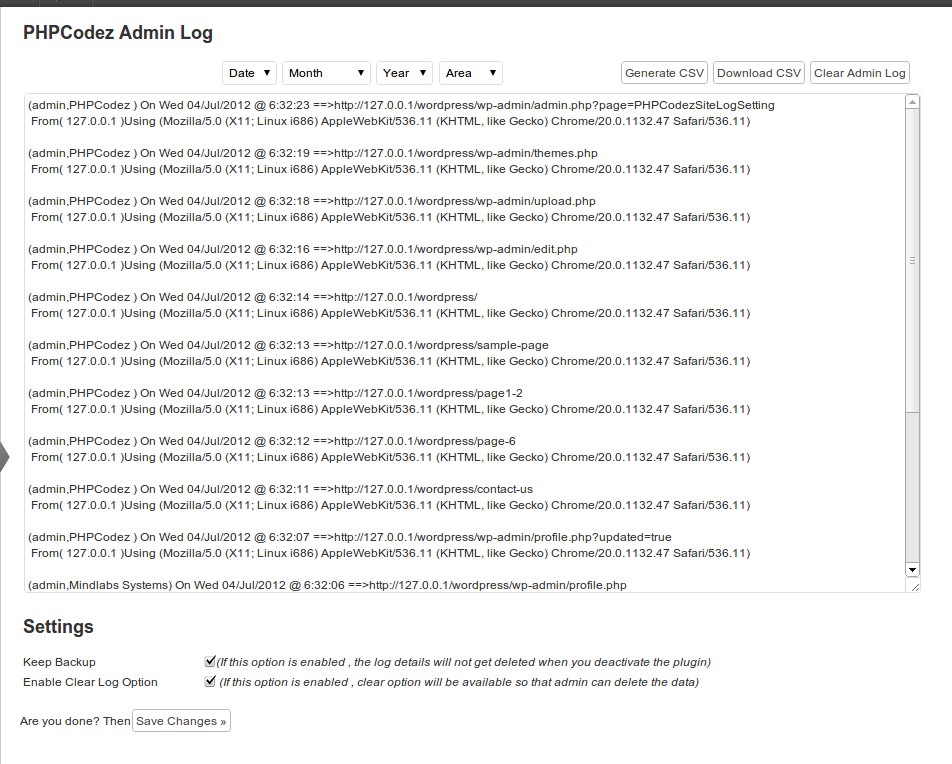 PHPCodez Admin Log
Date Month Year Area Generate CSV Download CSV Clear Admin Log
(admin,PHPCodez ) On Wed 04/Jul/2012 @ 6:32:23 ==>http://127.0.0.1/wordpress/wp-admin/admin.php?page=PHPCodezSiteLogSetting
From( 127.0.0.1 )Using (Mozilla/5.0 (X11; Linux i686) AppleWebKit/536.11 (KHTML, like Gecko) Chrome/20.0.1132.47 Safari/536.11)
(admin,PHPCodez ) On Wed 04/Jul/2012 @ 6:32:19 ==>http://127.0.0.1/wordpress/wp-admin/themes.php
From( 127.0.0.1 )Using (Mozilla/5.0 (X11; Linux i686) AppleWebKit/536.11 (KHTML, like Gecko) Chrome/20.0.1132.47 Safari/536.11)
(admin,PHPCodez ) On Wed 04/Jul/2012 @ 6:32:18 ==>http://127.0.0.1/wordpress/wp-admin/upload.php
From( 127.0.0.1 )Using (Mozilla/5.0 (X11; Linux i686) AppleWebKit/536.11 (KHTML, like Gecko) Chrome/20.0.1132.47 Safari/536.11)
(admin,PHPCodez ) On Wed 04/Jul/2012 @ 6:32:16 ==>http://127.0.0.1/wordpress/wp-admin/edit.php
From( 127.0.0.1 )Using (Mozilla/5.0 (X11; Linux i686) AppleWebKit/536.11 (KHTML, like Gecko) Chrome/20.0.1132.47 Safari/536.11)
(admin,PHPCodez ) On Wed 04/Jul/2012 @ 6:32:14 ==>http://127.0.0.1/wordpress/
From( 127.0.0.1 )Using (Mozilla/5.0 (X11; Linux i686) AppleWebKit/536.11 (KHTML, like Gecko) Chrome/20.0.1132.47 Safari/536.11)
(admin,PHPCodez ) On Wed 04/Jul/2012 @ 6:32:13 ==>http://127.0.0.1/wordpress/sample-page
From( 127.0.0.1 )Using (Mozilla/5.0 (X11; Linux i686) AppleWebKit/536.11 (KHTML, like Gecko) Chrome/20.0.1132.47 Safari/536.11)
(admin,PHPCodez ) On Wed 04/Jul/2012 @ 6:32:13 ==>http://127.0.0.1/wordpress/page1-2
From( 127.0.0.1 )Using (Mozilla/5.0 (X11; Linux i686) AppleWebKit/536.11 (KHTML, like Gecko) Chrome/20.0.1132.47 Safari/536.11)
(admin,PHPCodez ) On Wed 04/Jul/2012 @ 6:32:12 ==>http://127.0.0.1/wordpress/page-6
From( 127.0.0.1 )Using (Mozilla/5.0 (X11; Linux i686) AppleWebKit/536.11 (KHTML, like Gecko) Chrome/20.0.1132.47 Safari/536.11)
(admin,PHPCodez ) On Wed 04/Jul/2012 @ 6:32:11 ==>http://127.0.0.1/wordpress/contact-us
From( 127.0.0.1 )Using (Mozilla/5.0 (X11; Linux i686) AppleWebKit/536.11 (KHTML, like Gecko) Chrome/20.0.1132.47 Safari/536.11)
(admin,PHPCodez ) On Wed 04/Jul/2012 @ 6:32:07 ==>http://127.0.0.1/wordpress/wp-admin/profile.php?updated=true
From( 127.0.0.1 )Using (Mozilla/5.0 (X11; Linux i686) AppleWebKit/536.11 (KHTML, like Gecko) Chrome/20.0.1132.47 Safari/536.11)
(admin,Mindlabs Systems) On Wed 04/Jul/2012 @ 6:32:06 ==>http://127.0.0.1/wordpress/wp-admin/profile.php
Settings
Keep Backup (If this option is enabled , the log details will not get deleted when you deactivate the plugin)
Enable Clear Log Option (If this option is enabled , clear option will be available so that admin can delete the data)
Are you done? Then Save Changes »